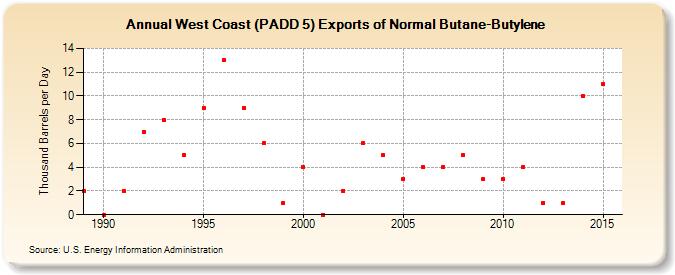 Annual West Coast (PADD 5) Exports of Normal Butane-Butylene
Thousand Barrels per Day
14
12
10
8
6
4
2
0
1990 1995 2000 2005 2010 2015
Source: U.S. Energy Information Administration